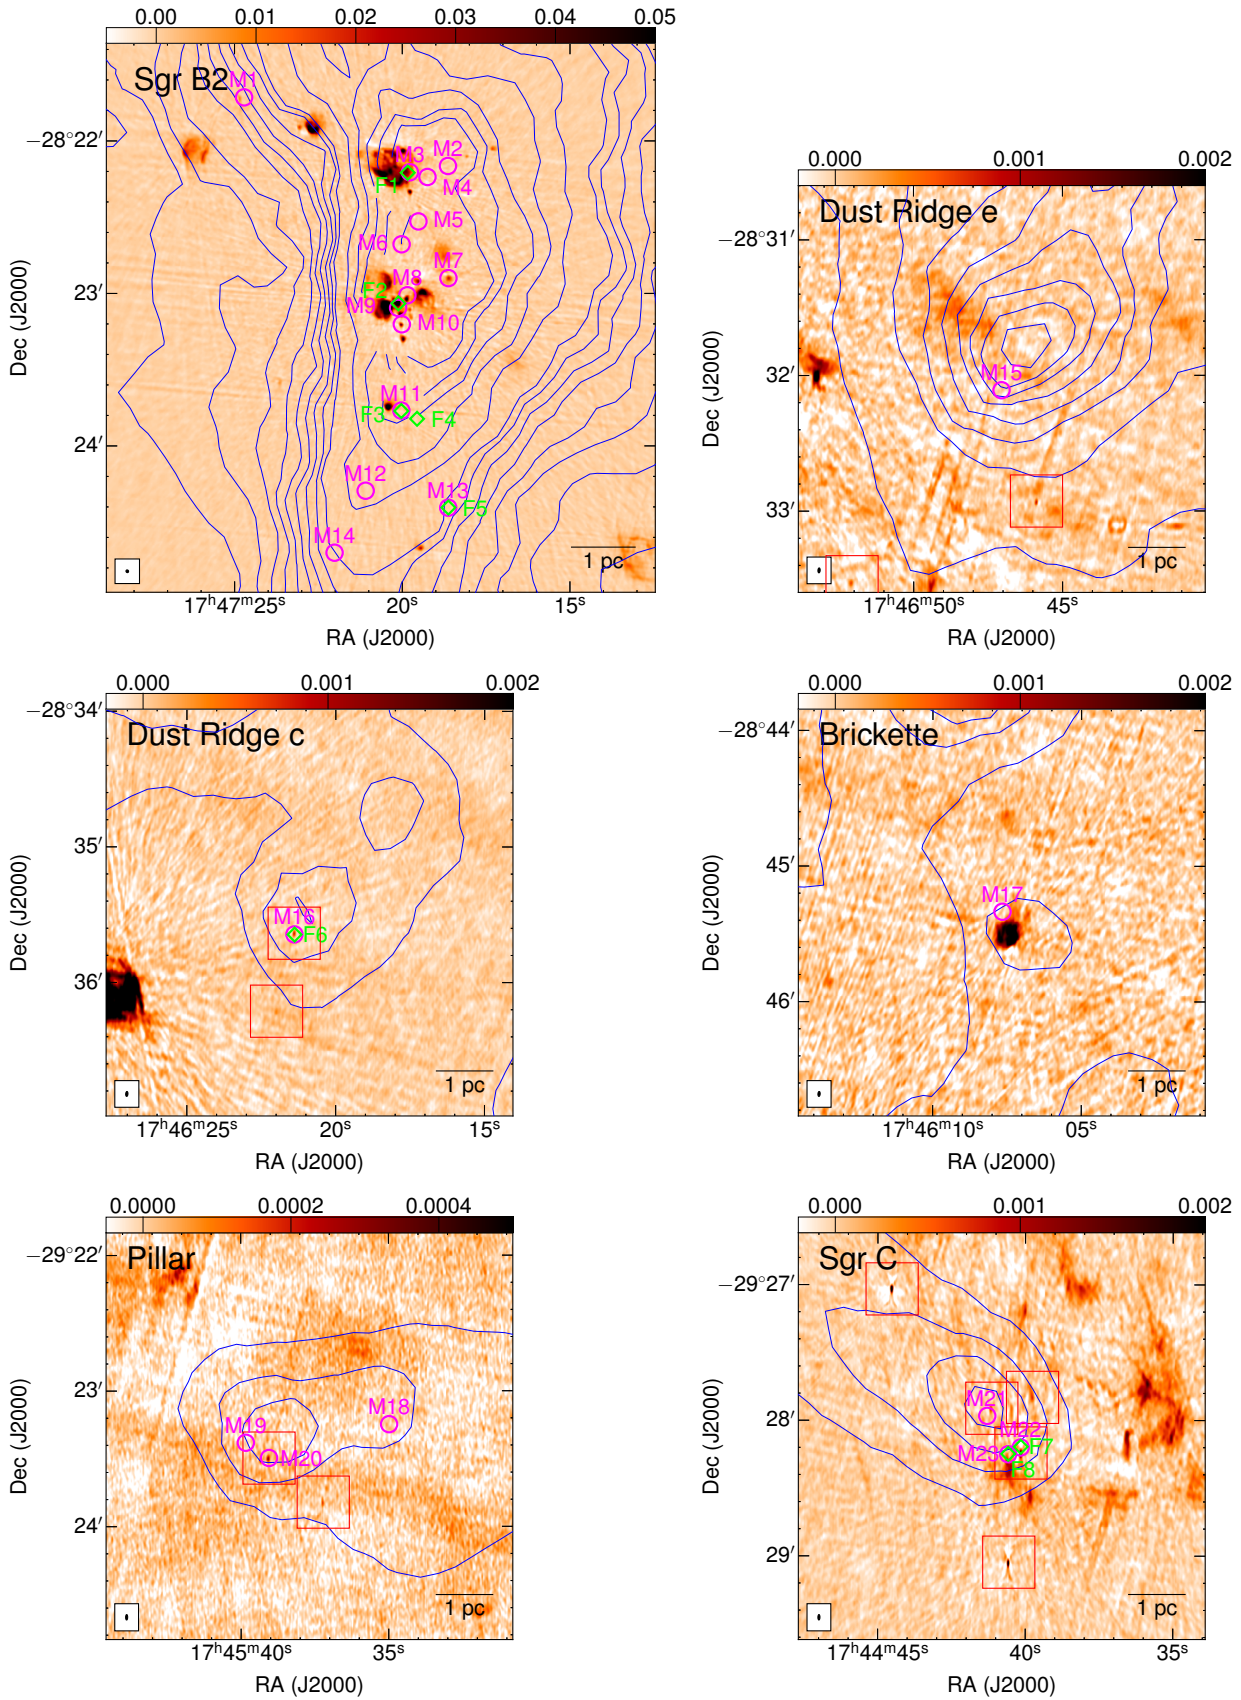 0.00 0.01 0.02 0.03 0.04 0.05
Sgr B2
M1
−28°22′
M2
M3
F1
M4
M5
M6
M7
M8
F2
M9
M10
23′
Dec (J2000)
M11
F3
F4
24′
M12
M13
F5
M14
1 pc
17ʰ47ᵐ25ˢ 20ˢ 15ˢ
RA (J2000)
0.000 0.001 0.002
Dust Ridge e
−28°31′
M15
32′
Dec (J2000)
33′
1 pc
17ʰ46ᵐ50ˢ 45ˢ
RA (J2000)
0.000 0.001 0.002
−28°34′
Dust Ridge c
35′
Dec (J2000)
M16
F6
36′
1 pc
17ʰ46ᵐ25ˢ 20ˢ 15ˢ
RA (J2000)
0.000 0.001 0.002
−28°44′
Brickette
45′
M17
Dec (J2000)
46′
1 pc
17ʰ46ᵐ10ˢ 05ˢ
RA (J2000)
0.0000 0.0002 0.0004
−29°22′
Pillar
23′
M18
M19
M20
Dec (J2000)
24′
1 pc
17ʰ45ᵐ40ˢ 35ˢ
RA (J2000)
0.000 0.001 0.002
Sgr C
−29°27′
M21
28′
M22
M23
F7
F8
Dec (J2000)
29′
1 pc
17ʰ44ᵐ45ˢ 40ˢ 35ˢ
RA (J2000)